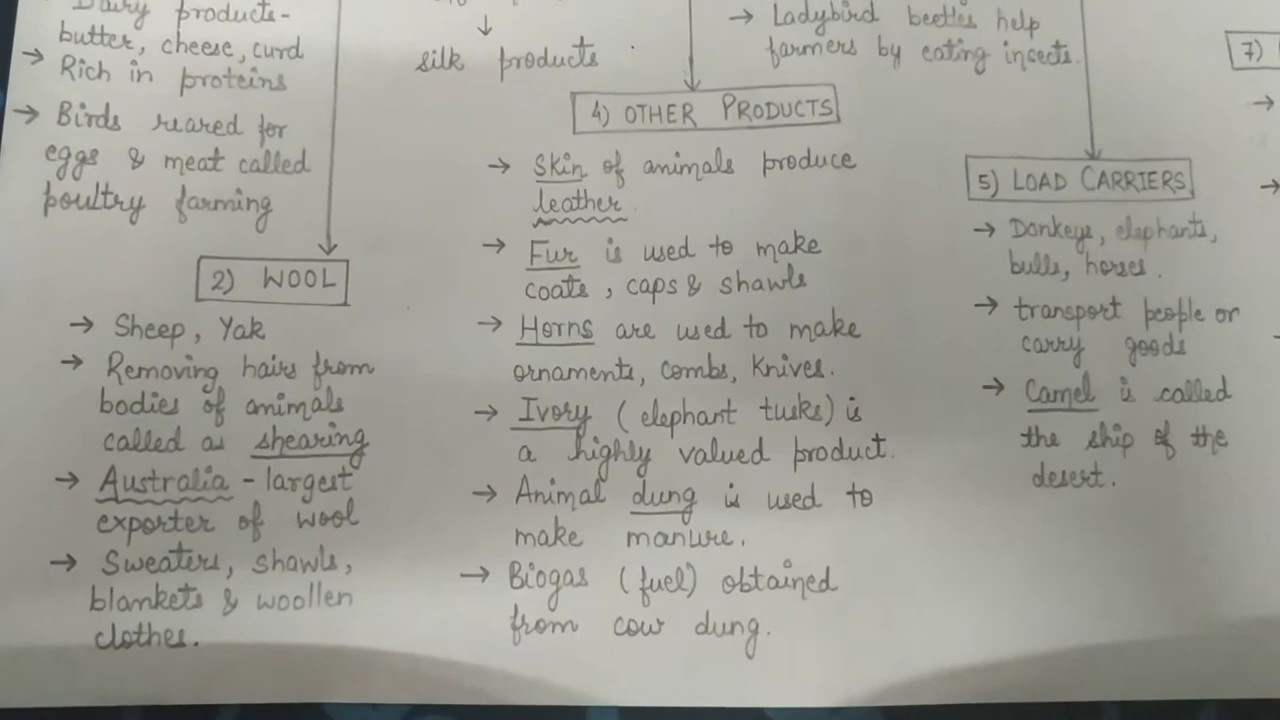 Dairy products-
butter, cheese, curd
→ Rich in proteins
→ Birds reared for
eggs & meat called
poultry farming
2) WOOL
→ Sheep, Yak
→ Removing hairs from
bodies of animals
called as shearing
→ Australia - largest
exporter of wool
→ Sweaters, shawls,
blankets & woollen
clothes.
↓
silk products
4) OTHER PRODUCTS
→ Skin of animals produce
leather
→ Fur is used to make
coats, caps & shawls
→ Horns are used to make
ornaments, combs, knives.
→ Ivory (elephant tusks) is
a highly valued product.
→ Animal dung is used to
make manure.
→ Biogas (fuel) obtained
from cow dung.
→ Ladybird beetles help
farmers by eating insects.
5) LOAD CARRIERS
→ Donkeys, elephants,
bulls, horses.
→ transport people or
carry goods
→ Camel is called
the ship of the
desert.
7)
→
→